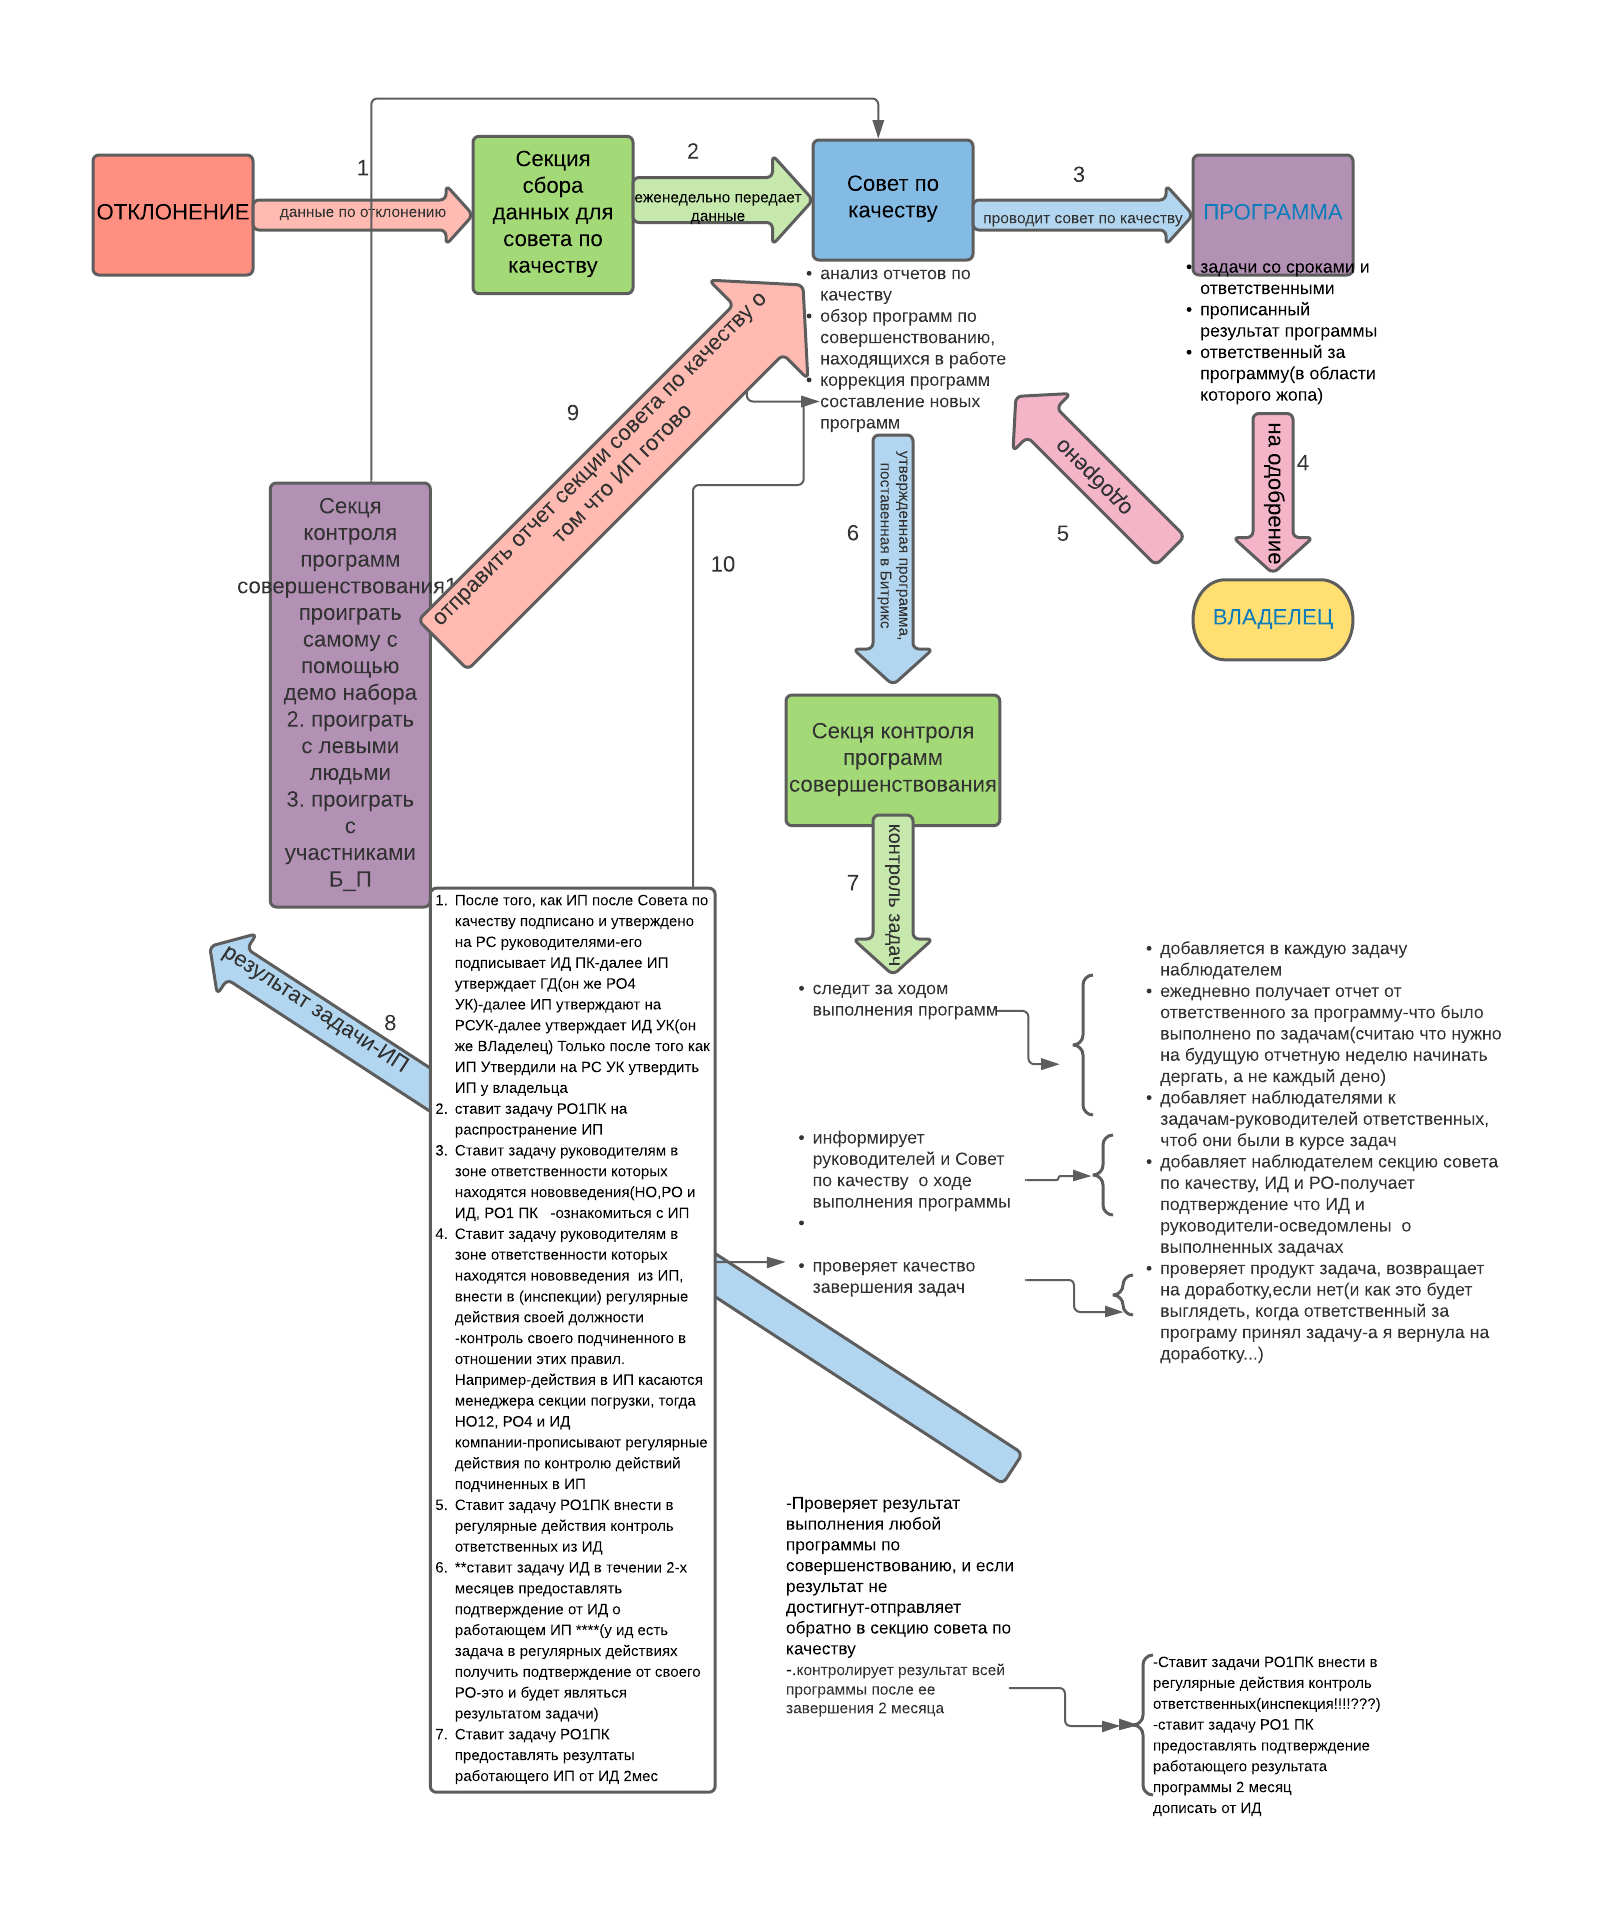 1
2
3
ОТКЛОНЕНИЕ
данные по отклонению
Секция
сбора
данных для
совета по
качеству
еженедельно передает
данные
Совет по
качеству
проводит совет по качеству
ПРОГРАММА
• анализ отчетов по
качеству
• обзор программ по
совершенствованию,
находящихся в работе
• коррекция программ
составление новых
программ
• задачи со сроками и
ответственными
• прописанный
результат программы
• ответственный за
программу(в области
которого жопа)
на одобрение
4
ВЛАДЕЛЕЦ
одобрено
5
9
отправить отчет секции совета по качеству о
том что ИП готово
10
6
утвержденная программа,
поставенная в Битрикс
Секця
контроля
программ
совершенствования1.
проиграть
самому с
помощью
демо набора
2. проиграть
с левыми
людьми
3. проиграть
с
участниками
Б_П
Секця контроля
программ
совершенствования
7
контроль задач
8
результат задачи-ИП
1. После того, как ИП после Совета по
качеству подписано и утверждено
на РС руководителями-его
подписывает ИД ПК-далее ИП
утверждает ГД(он же РО4
УК)-далее ИП утверждают на
РСУК-далее утверждает ИД УК(он
же ВЛаделец) Только после того как
ИП Утвердили на РС УК утвердить
ИП у владельца
2. ставит задачу РО1ПК на
распространение ИП
3. Ставит задачу руководителям в
зоне ответственности которых
находятся нововведения(НО,РО и
ИД, РО1 ПК   -ознакомиться с ИП
4. Ставит задачу руководителям в
зоне ответственности которых
находятся нововведения  из ИП,
внести в (инспекции) регулярные
действия своей должности
-контроль своего подчиненного в
отношении этих правил.
Например-действия в ИП касаются
менеджера секции погрузки, тогда
НО12, РО4 и ИД
компании-прописывают регулярные
действия по контролю действий
подчиненных в ИП
5. Ставит задачу РО1ПК внести в
регулярные действия контроль
ответственных из ИД
6. **ставит задачу ИД в течении 2-х
месяцев предоставлять
подтверждение от ИД о
работающем ИП ****(у ид есть
задача в регулярных действиях
получить подтверждение от своего
РО-это и будет являться
результатом задачи)
7. Ставит задачу РО1ПК
предоставлять резултаты
работающего ИП от ИД 2мес
• следит за ходом
выполнения программ
• информирует
руководителей и Совет
по качеству  о ходе
выполнения программы
•
• проверяет качество
завершения задач
• добавляется в каждую задачу
наблюдателем
• ежедневно получает отчет от
ответственного за программу-что было
выполнено по задачам(считаю что нужно
на будущую отчетную неделю начинать
дергать, а не каждый дено)
• добавляет наблюдателями к
задачам-руководителей ответственных,
чтоб они были в курсе задач
• добавляет наблюдателем секцию совета
по качеству, ИД и РО-получает
подтверждение что ИД и
руководители-осведомлены  о
выполненных задачах
• проверяет продукт задача, возвращает
на доработку,если нет(и как это будет
выглядеть, когда ответственный за
програму принял задачу-а я вернула на
доработку...)
-Проверяет результат
выполнения любой
программы по
совершенствованию, и если
результат не
достигнут-отправляет
обратно в секцию совета по
качеству
-.контролирует результат всей
программы после ее
завершения 2 месяца
-Ставит задачи РО1ПК внести в
регулярные действия контроль
ответственных(инспекция!!!!???)
-ставит задачу РО1 ПК
предоставлять подтверждение
работающего результата
программы 2 месяц
дописать от ИД